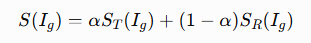 S(I_g) = αS_T(I_g) + (1 − α)S_R(I_g)